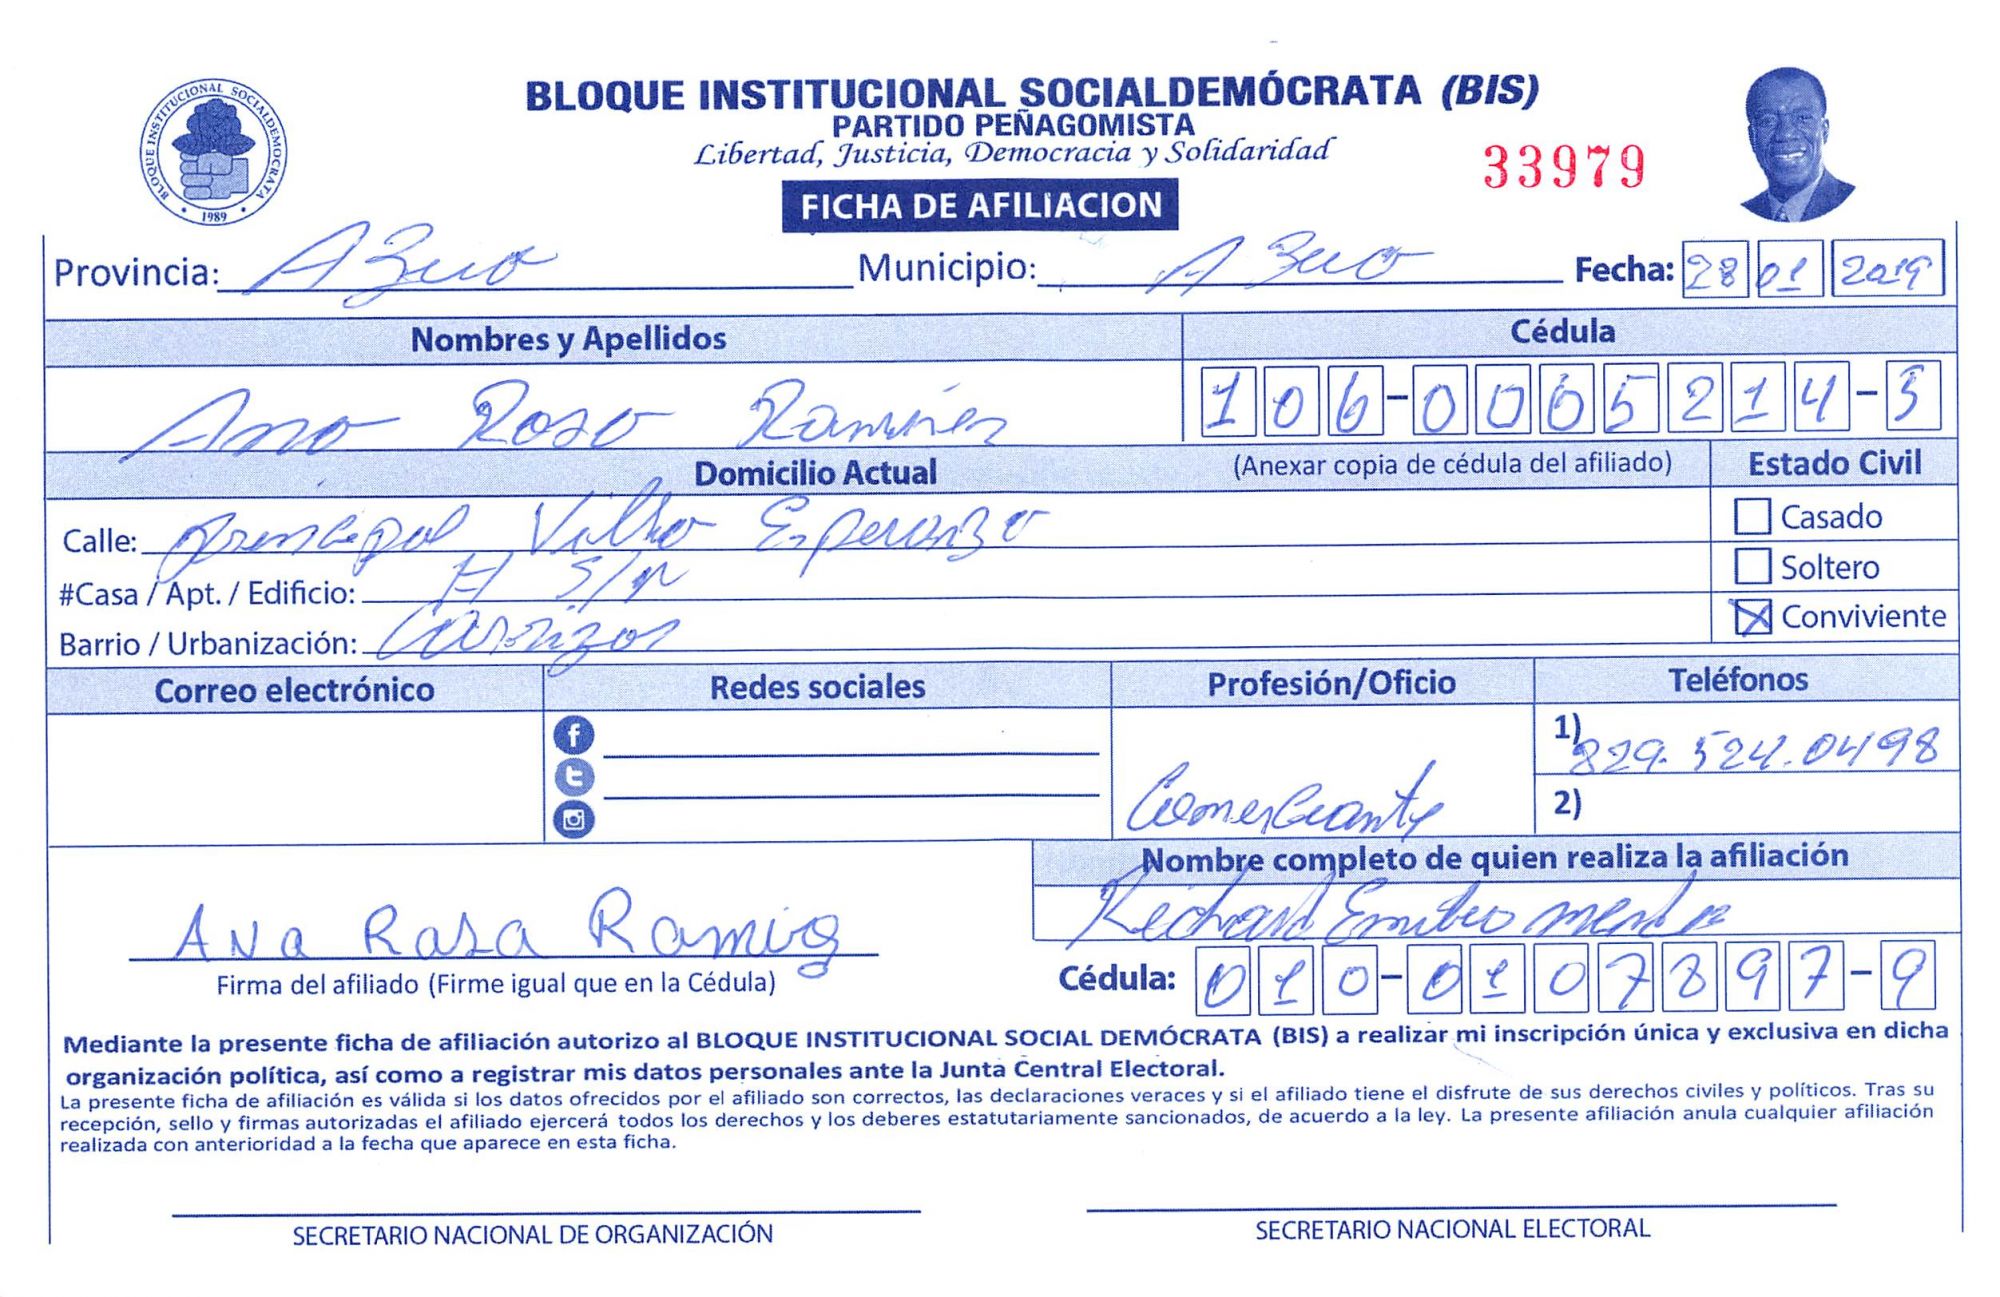 BLOQUE INSTITUCIONAL SOCIALDEMÓCRATA (BIS)
PARTIDO PEÑAGOMISTA
Libertad, Justicia, Democracia y Solidaridad
33979
BLOQUE INSTITUCIONAL SOCIALDEMOCRATA
1989
FICHA DE AFILIACION
Provincia: AZua Municipio: AZua Fecha: 28 01 2019
Nombres y Apellidos Cédula
Ana Rosa Ramirez 106-0065214-3
Domicilio Actual (Anexar copia de cédula del afiliado) Estado Civil
Calle: principal Villa Esperanza Casado
#Casa / Apt. / Edificio: # S/N Soltero
Barrio / Urbanización: Carrizos Conviviente
Correo electrónico Redes sociales Profesión/Oficio Teléfonos
1) 829.524.0498
Comerciante
2)
Nombre completo de quien realiza la afiliación
Richard Emilio
Ana Rosa
Firma del afiliado (Firme igual que en la Cédula) Cédula: 010-0107897-9
Mediante la presente ficha de afiliación autorizo al BLOQUE INSTITUCIONAL SOCIAL DEMÓCRATA (BIS) a realizar mi inscripción única y exclusiva en dicha
organización política, así como a registrar mis datos personales ante la Junta Central Electoral.
La presente ficha de afiliación es válida si los datos ofrecidos por el afiliado son correctos, las declaraciones veraces y si el afiliado tiene el disfrute de sus derechos civiles y políticos. Tras su
recepción, sello y firmas autorizadas el afiliado ejercerá todos los derechos y los deberes estatutariamente sancionados, de acuerdo a la ley. La presente afiliación anula cualquier afiliación
realizada con anterioridad a la fecha que aparece en esta ficha.
SECRETARIO NACIONAL DE ORGANIZACIÓN SECRETARIO NACIONAL ELECTORAL